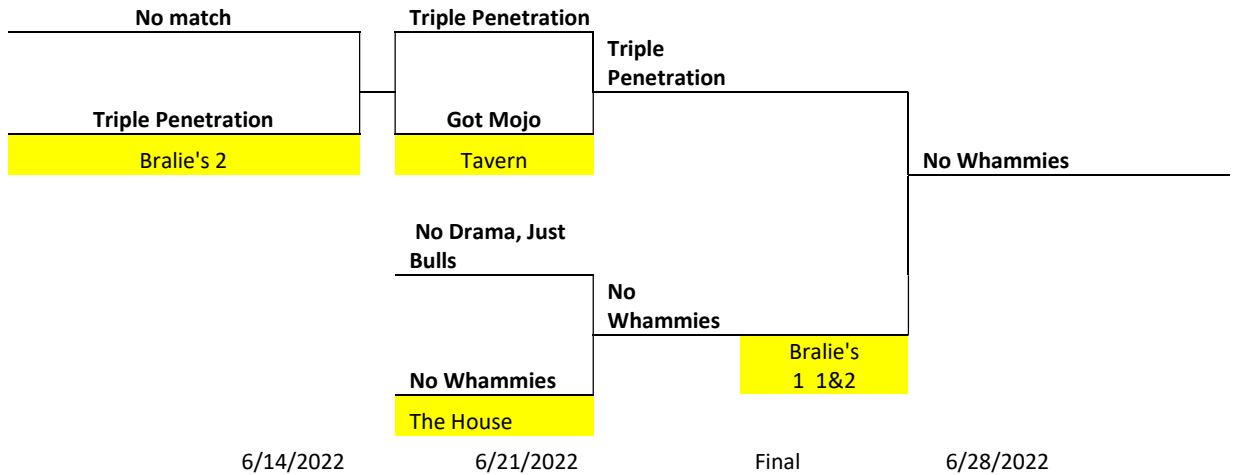 No match
Triple Penetration
Triple
Penetration
Triple Penetration
Got Mojo
Bralie's 2
Tavern
No Whammies
No Drama, Just
Bulls
No
Whammies
Bralie's
1 1&2
No Whammies
The House
6/14/2022
6/21/2022
Final
6/28/2022